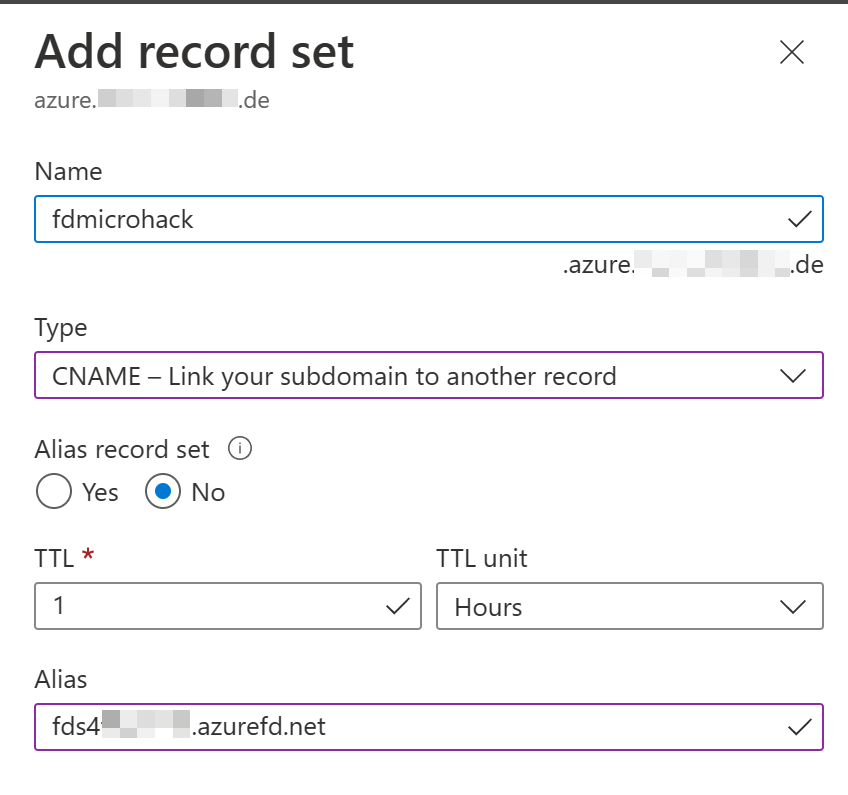 Add record set
azure. .de
Name
fdmicrohack
.azure. .de
Type
CNAME – Link your subdomain to another record
Alias record set
Yes No
TTL * TTL unit
1 Hours
Alias
fds4 .azurefd.net